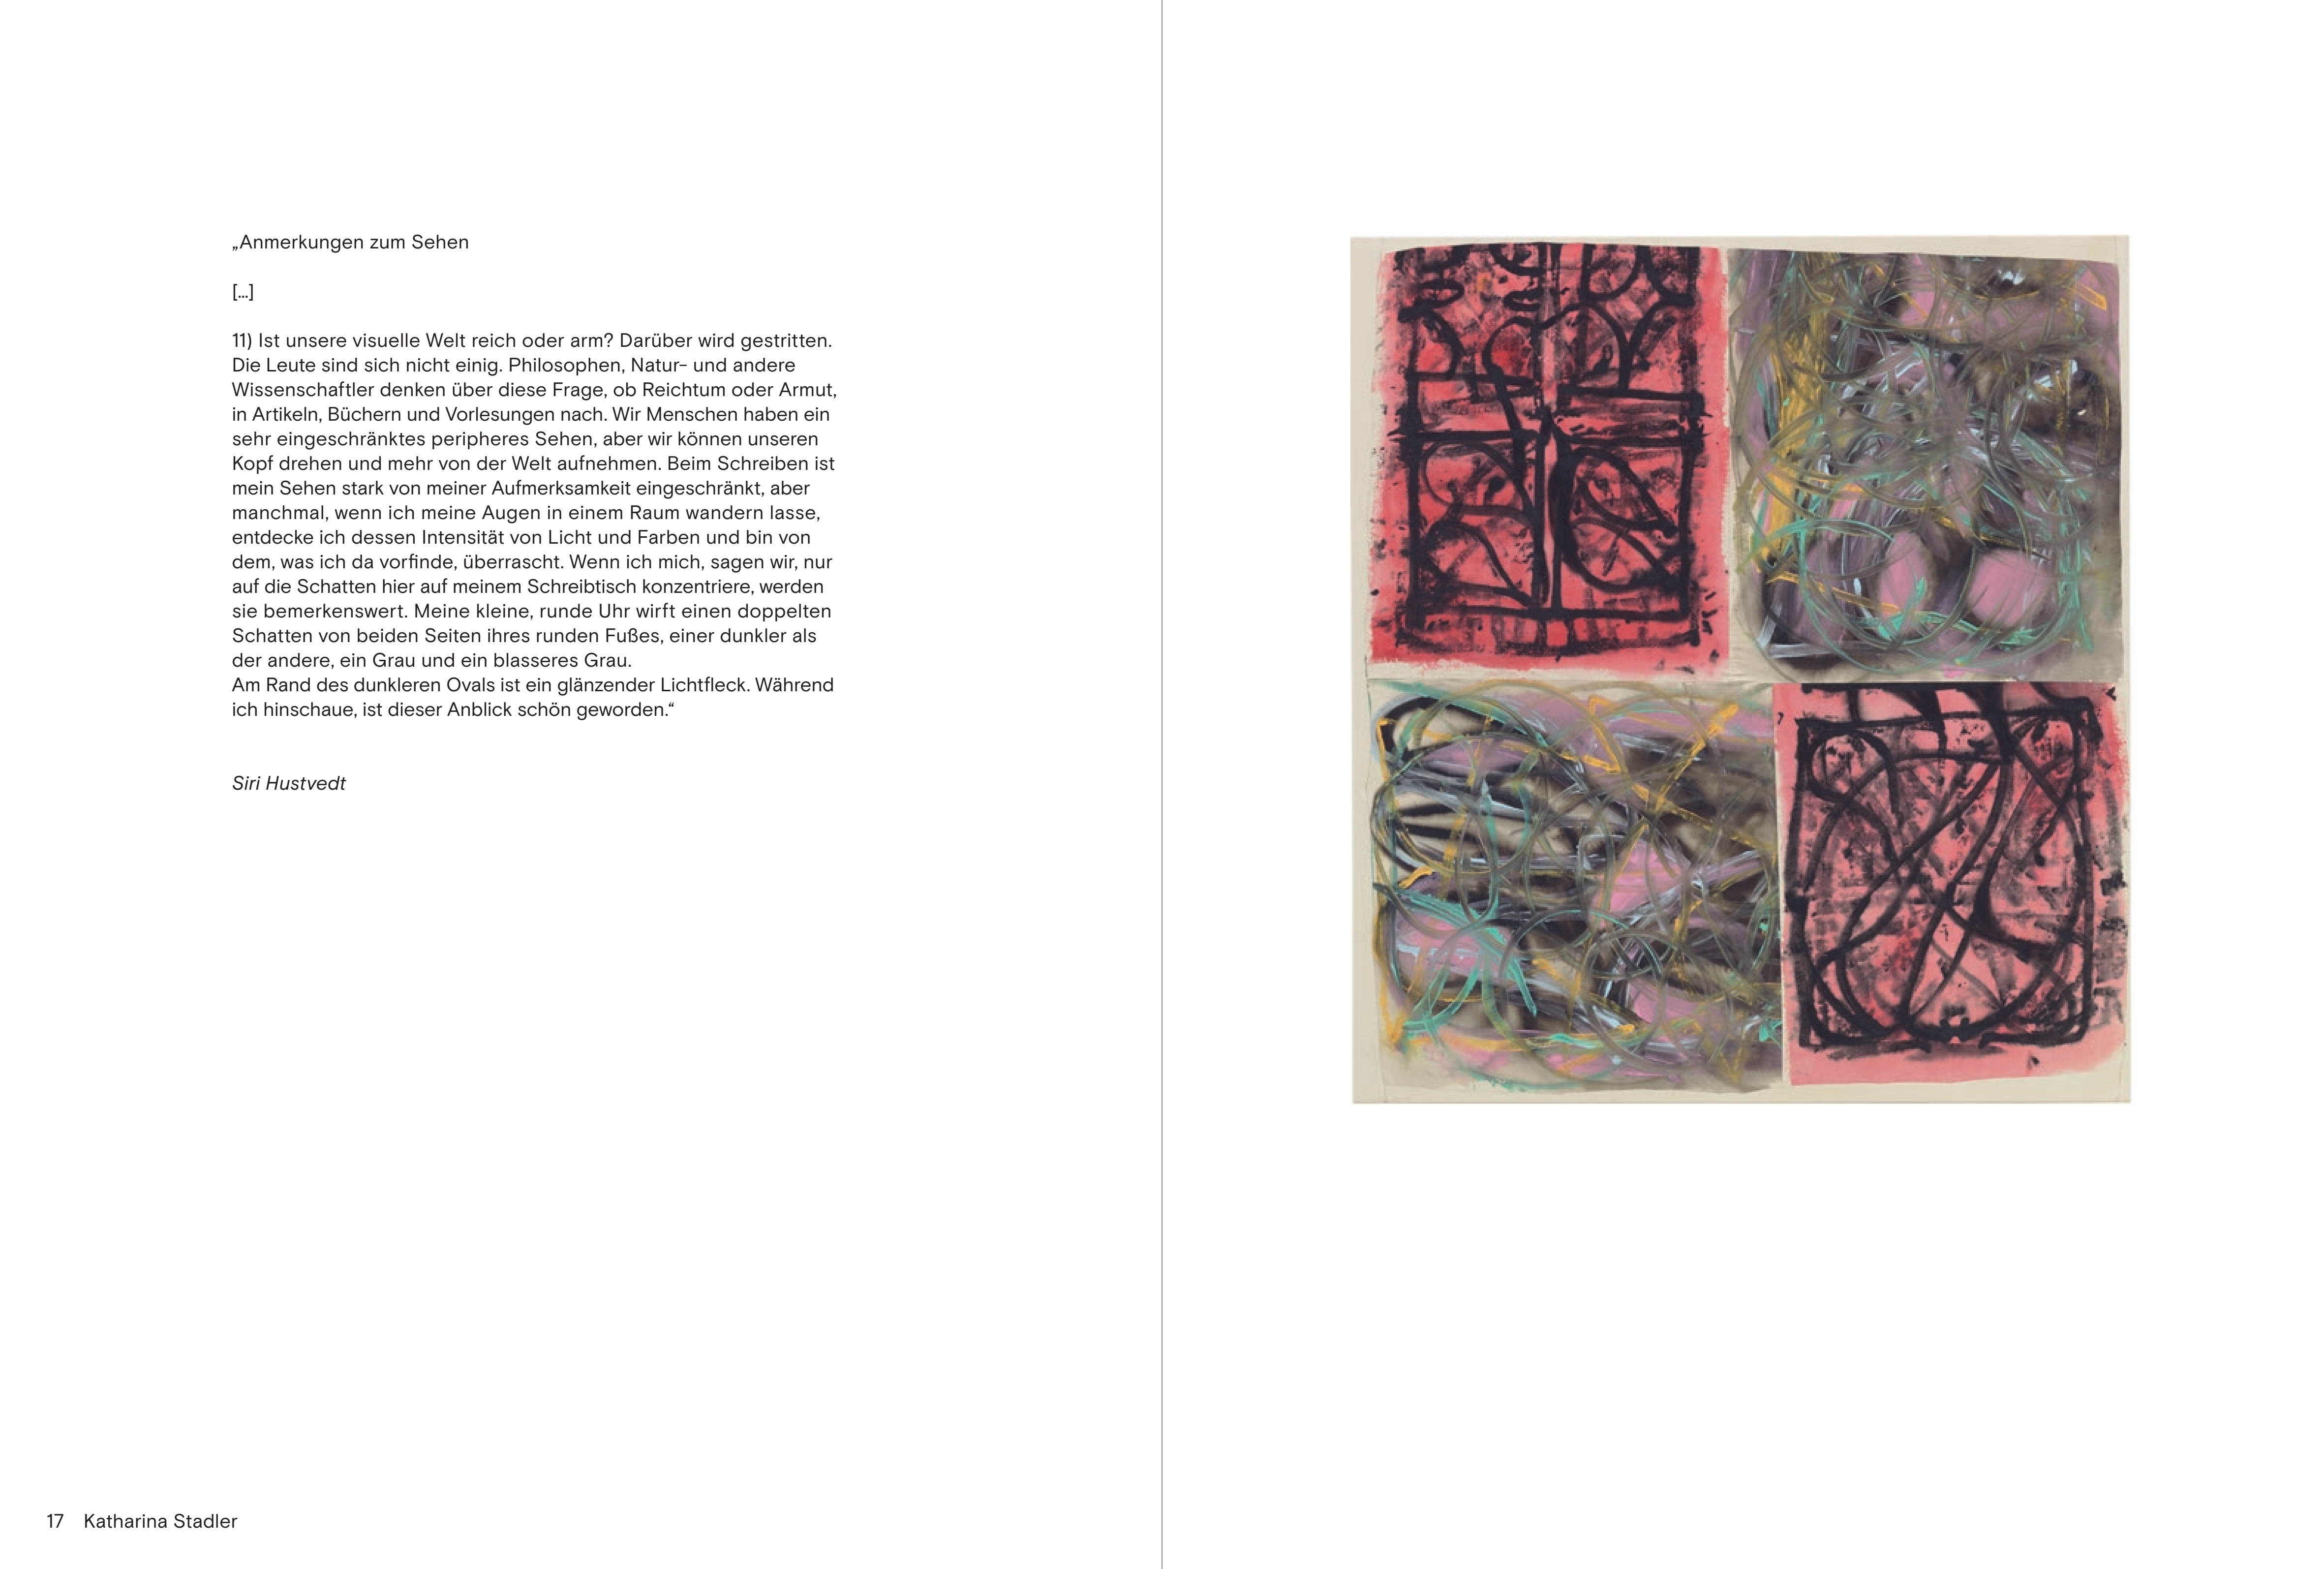 „Anmerkungen zum Sehen
[...]
11) Ist unsere visuelle Welt reich oder arm? Darüber wird gestritten.
Die Leute sind sich nicht einig. Philosophen, Natur- und andere
Wissenschaftler denken über diese Frage, ob Reichtum oder Armut,
in Artikeln, Büchern und Vorlesungen nach. Wir Menschen haben ein
sehr eingeschränktes peripheres Sehen, aber wir können unseren
Kopf drehen und mehr von der Welt aufnehmen. Beim Schreiben ist
mein Sehen stark von meiner Aufmerksamkeit eingeschränkt, aber
manchmal, wenn ich meine Augen in einem Raum wandern lasse,
entdecke ich dessen Intensität von Licht und Farben und bin von
dem, was ich da vorfinde, überrascht. Wenn ich mich, sagen wir, nur
auf die Schatten hier auf meinem Schreibtisch konzentriere, werden
sie bemerkenswert. Meine kleine, runde Uhr wirft einen doppelten
Schatten von beiden Seiten ihres runden Fußes, einer dunkler als
der andere, ein Grau und ein blasseres Grau.
Am Rand des dunkleren Ovals ist ein glänzender Lichtfleck. Während
ich hinschaue, ist dieser Anblick schön geworden.“
Siri Hustvedt
17 Katharina Stadler